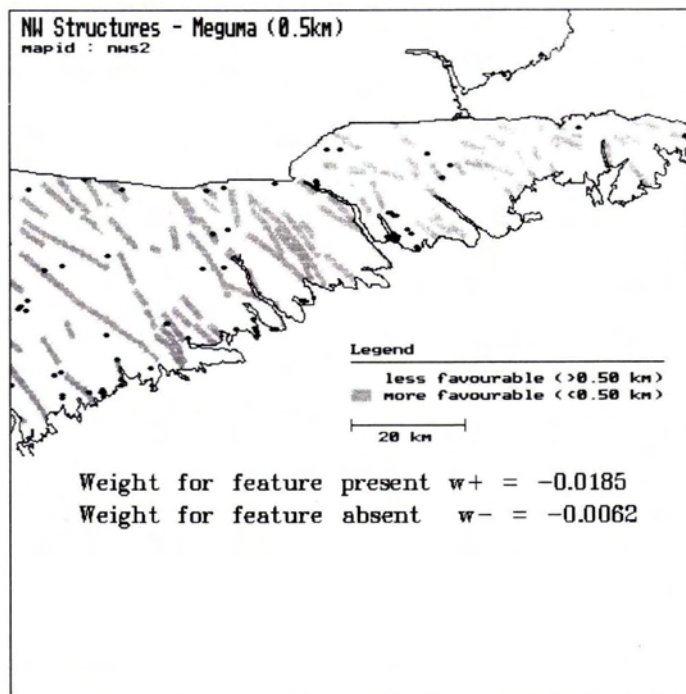 NW Structures - Meguma (0.5km)
mapid : nws2
Legend
less favourable (>0.50 km)
more favourable (<0.50 km)
20 km
Weight for feature present w+ = -0.0185
Weight for feature absent w- = -0.0062